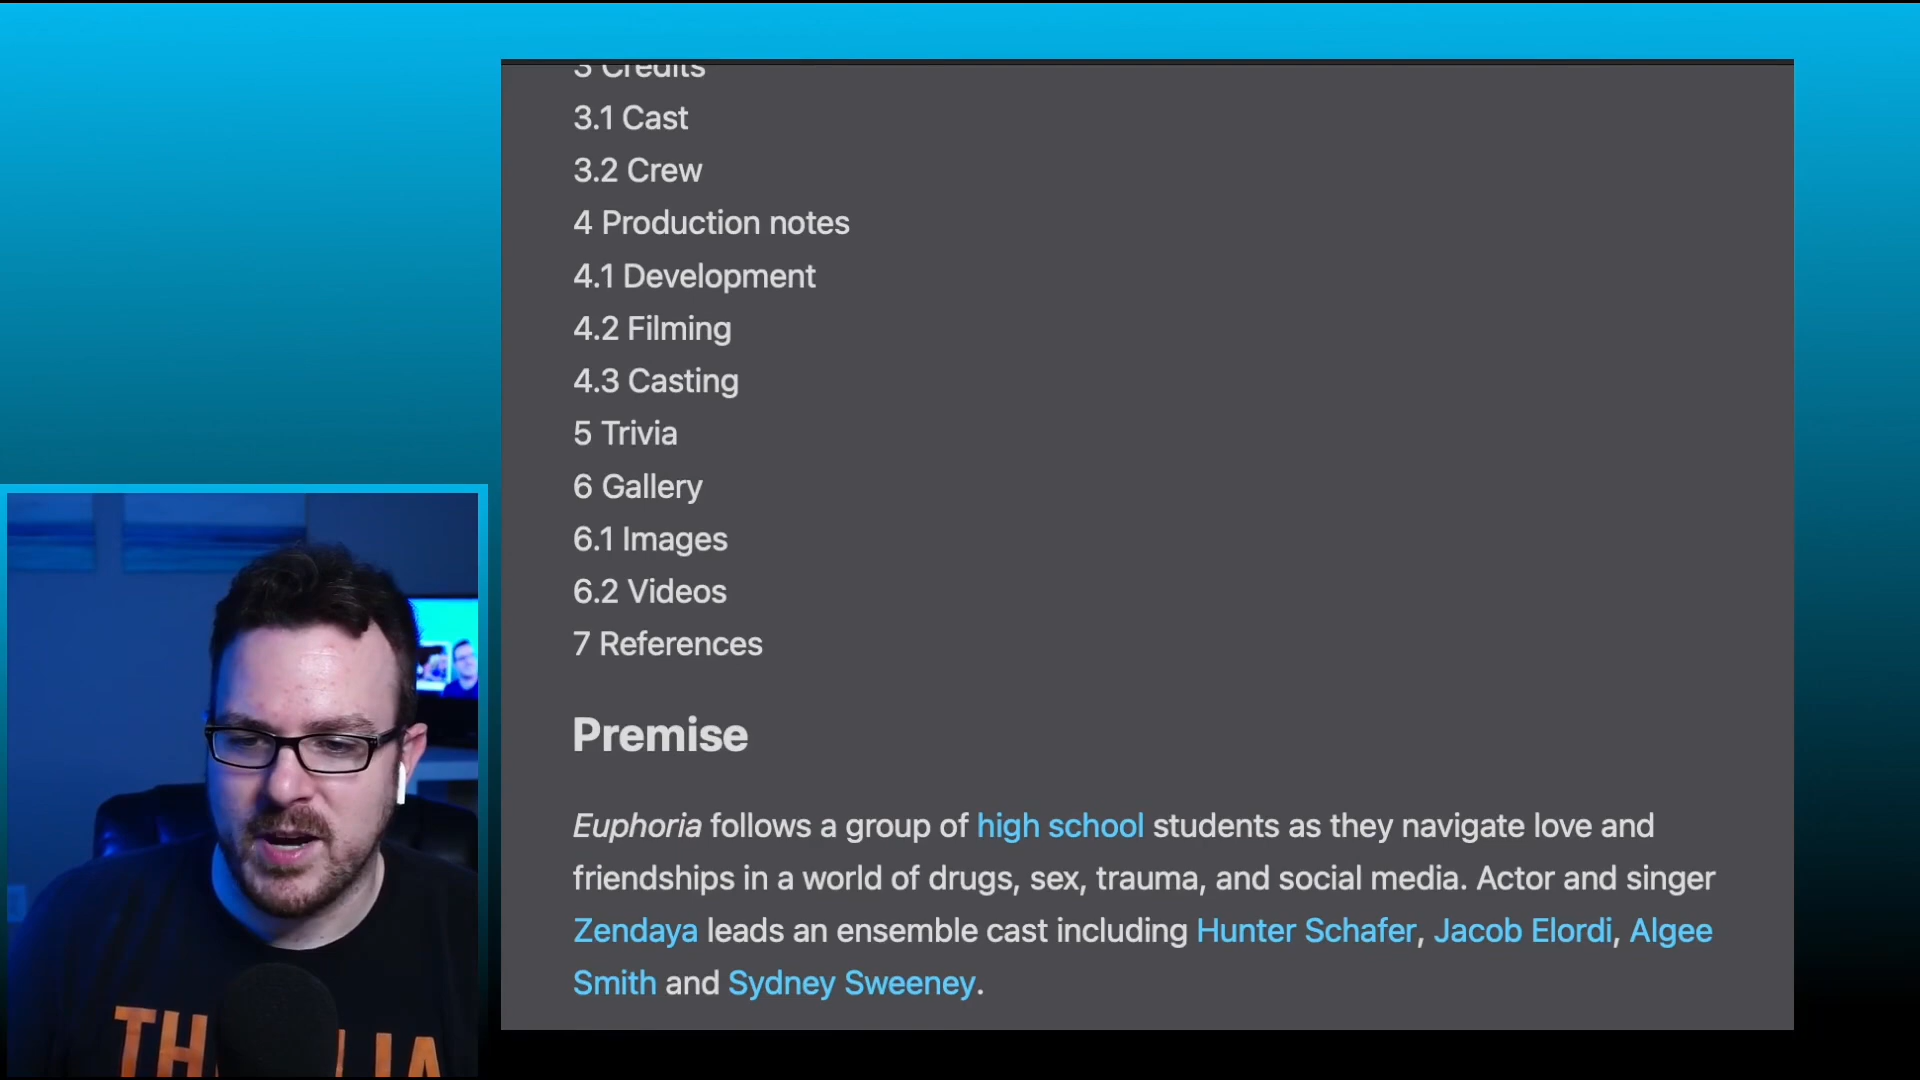 3 Credits
3.1 Cast
3.2 Crew
4 Production notes
4.1 Development
4.2 Filming
4.3 Casting
5 Trivia
6 Gallery
6.1 Images
6.2 Videos
7 References
Premise
Euphoria follows a group of high school students as they navigate love and
friendships in a world of drugs, sex, trauma, and social media. Actor and singer
Zendaya leads an ensemble cast including Hunter Schafer, Jacob Elordi, Algee
Smith and Sydney Sweeney.